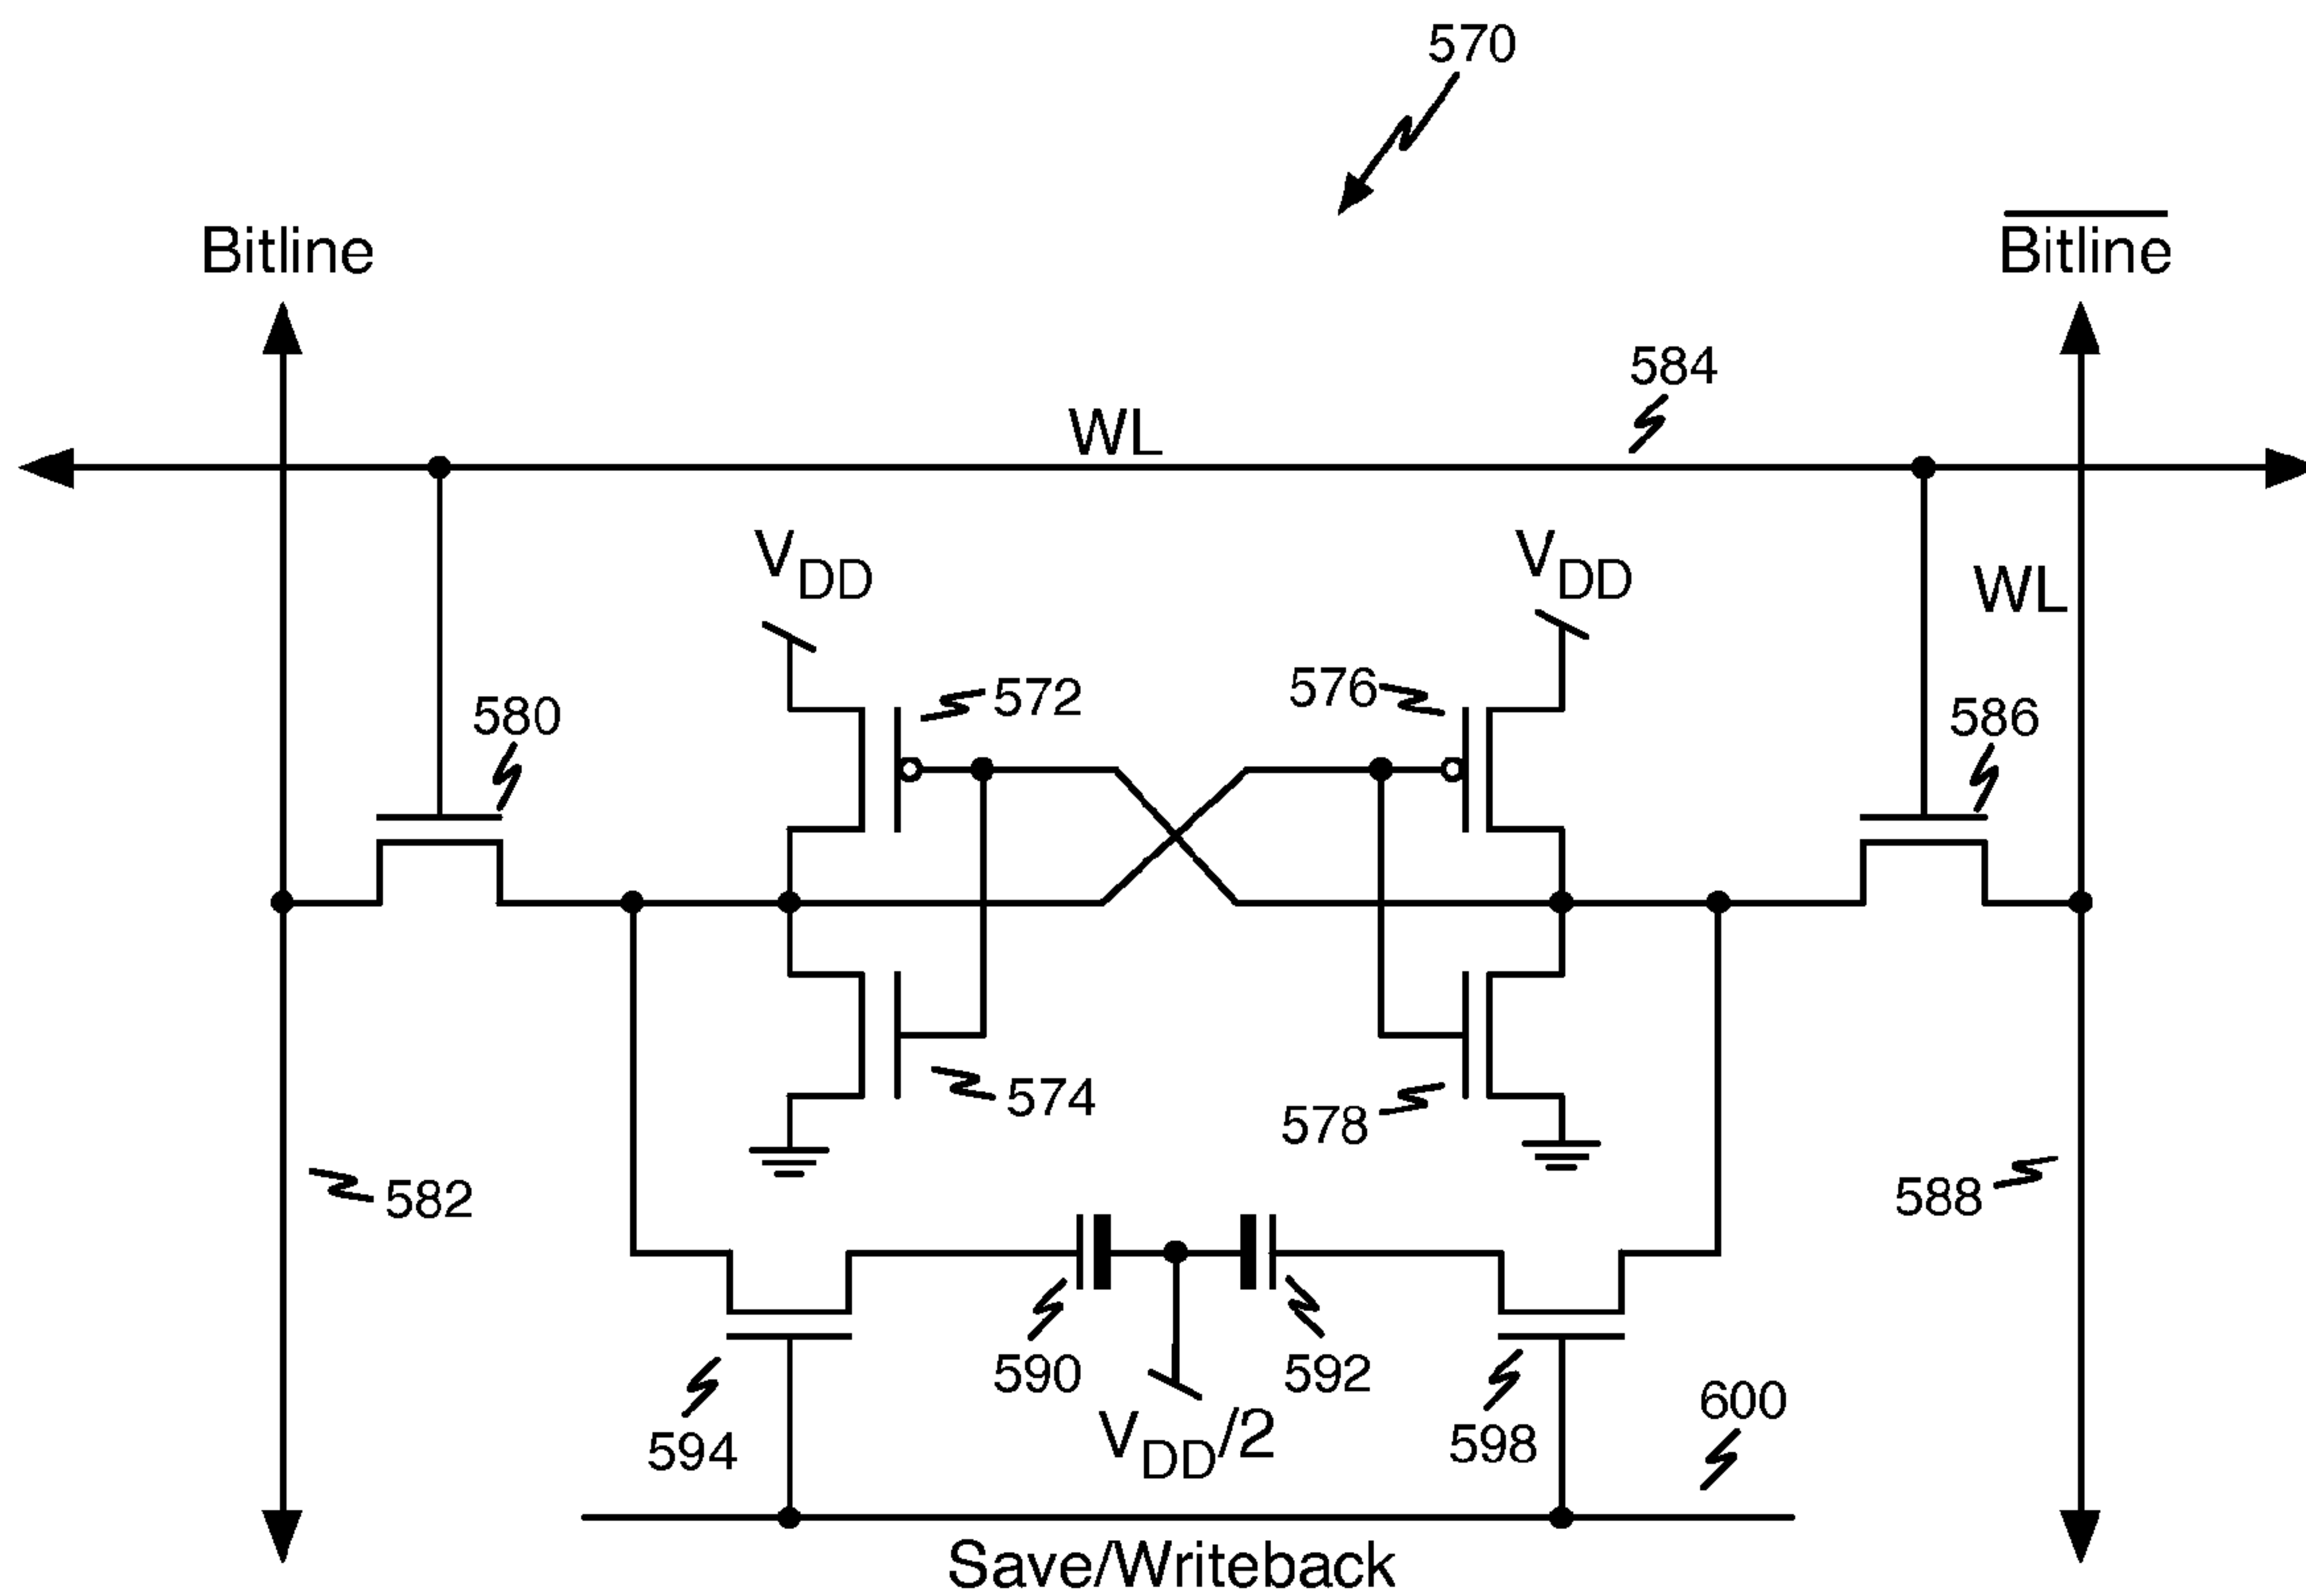 570
Bitline
Bitline
584
WL
VDD
VDD
WL
572
576
580
586
574
578
582
588
590
592
600
VDD/2
594
598
Save/Writeback